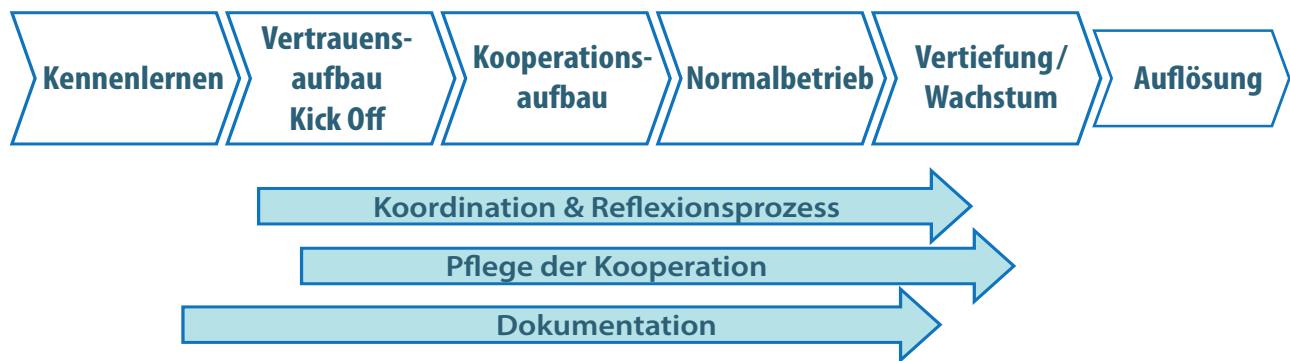 Kennenlernen
Vertrauens-
aufbau
Kick Off
Kooperations-
aufbau
Normalbetrieb
Vertiefung/
Wachstum
Auflösung
Koordination & Reflexionsprozess
Pflege der Kooperation
Dokumentation